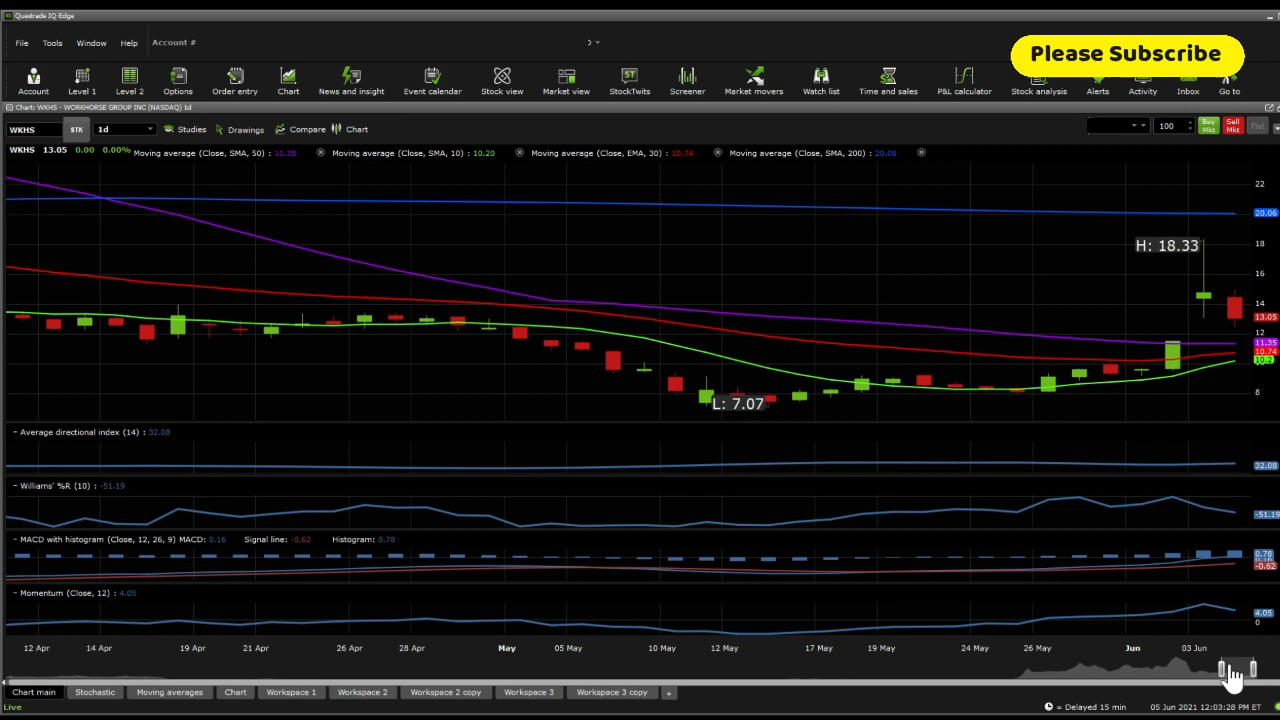 Questrade IQ Edge
File Tools Window Help Account #
Please Subscribe
Account Level 1 Level 2 Options Order entry Chart News and insight Event calendar Stock view Market view StockTwits Screener Market movers Watch list Time and sales P&L calculator Stock analysis Alerts Activity Inbox Go to
Chart: WKHS - WORKHORSE GROUP INC (NASDAQ) 1d
WKHS STK 1d Studies Drawings Compare Chart 100 Buy Mkt Sell Mkt Flat
WKHS 13.05 0.00 0.00% Moving average (Close, SMA, 50) : 11.35 Moving average (Close, SMA, 10) : 10.20 Moving average (Close, EMA, 30) : 10.74 Moving average (Close, SMA, 200) : 20.06
22
20.06
H: 18.33
18
16
14
13.05
12
11.35
10.74
10.2
8
L: 7.07
Average directional index (14) : 32.08
32.08
Williams' %R (10) : -51.19
-51.19
MACD with histogram (Close, 12, 26, 9) MACD: 0.16 Signal line: -0.62 Histogram: 0.78
0.78
0.16
-0.62
Momentum (Close, 12) : 4.05
4.05
0
12 Apr 14 Apr 19 Apr 21 Apr 26 Apr 28 Apr May 05 May 10 May 12 May 17 May 19 May 24 May 26 May Jun 03 Jun
Chart main Stochastic Moving averages Chart Workspace 1 Workspace 2 Workspace 2 copy Workspace 3 Workspace 3 copy +
Live = Delayed 15 min 05 Jun 2021 12:03:28 PM ET